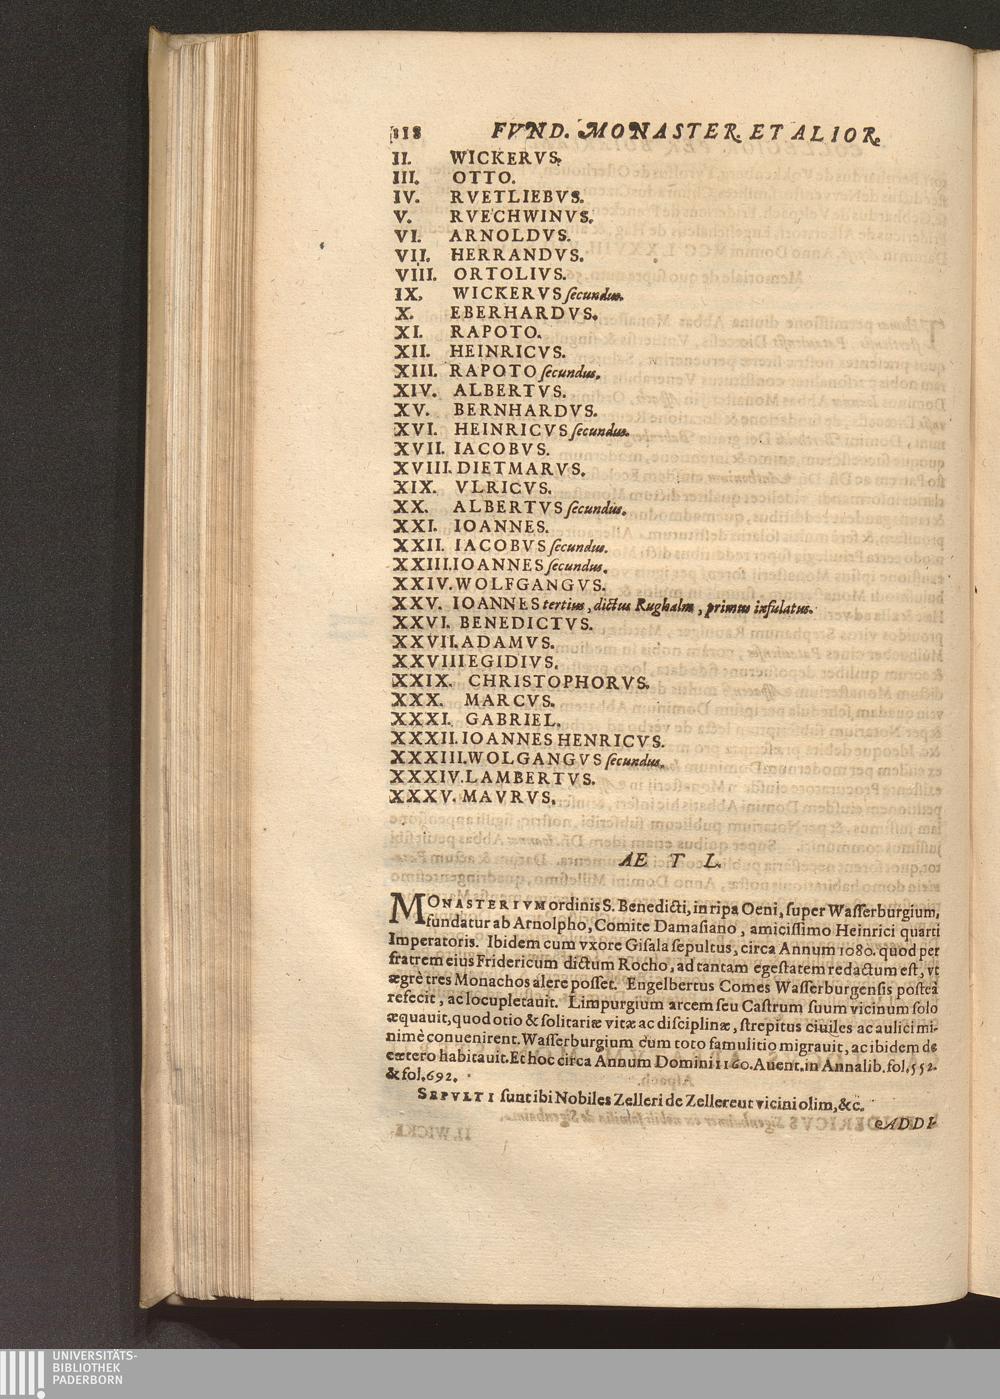 118 FVND. MONASTER. ET ALIOR.
II. WICKERVS.
III. OTTO.
IV. RVETLIEBVS.
V. RVECHWINVS.
VI. ARNOLDVS.
VII. HERRANDVS.
VIII. ORTOLIVS.
IX. WICKERVS secundus.
X. EBERHARDVS.
XI. RAPOTO.
XII. HEINRICVS.
XIII. RAPOTO secundus.
XIV. ALBERTVS.
XV. BERNHARDVS.
XVI. HEINRICVS secundus.
XVII. IACOBVS.
XVIII. DIETMARVS.
XIX. VLRICVS.
XX. ALBERTVS secundus.
XXI. IOANNES.
XXII. IACOBVS secundus.
XXIII. IOANNES secundus.
XXIV. WOLFGANGVS.
XXV. IOANNES tertius, dictus Rughalm, primus infulatus.
XXVI. BENEDICTVS.
XXVII. ADAMVS.
XXVIII EGIDIVS.
XXIX. CHRISTOPHORVS.
XXX. MARCVS.
XXXI. GABRIEL.
XXXII. IOANNES HENRICVS.
XXXIII. WOLGANGVS secundus.
XXXIV. LAMBERTVS.
XXXV. MAVRVS.
AE T L.
MONASTERIVM ordinis S. Benedicti, in ripa Oeni, super Wasserburgium,
fundatur ab Arnolpho, Comite Damasiano, amicissimo Heinrici quarti
Imperatoris. Ibidem cum vxore Gisala sepultus, circa Annum 1080. quod per
fratrem eius Fridericum dictum Rocho, ad tantam egestatem redactum est, vt
ægrè tres Monachos alere posset. Engelbertus Comes Wasserburgensis posteà
refecit, ac locupletauit. Limpurgium arcem seu Castrum suum vicinum solo
æquauit, quod otio & solitariæ vitæ ac disciplinæ, strepitus ciuiles ac aulici mi-
nimè conuenirent. Wasserburgium cum toto famulitio migrauit, ac ibidem de
cætero habitauit. Et hoc circa Annum Domini 1160. Auent. in Annalib. fol. 552.
& fol. 692.
SEPVLTI sunt ibi Nobiles Zelleri de Zellereut vicini olim, &c.
ADDI-
UNIVERSITÄTS-
BIBLIOTHEK
PADERBORN